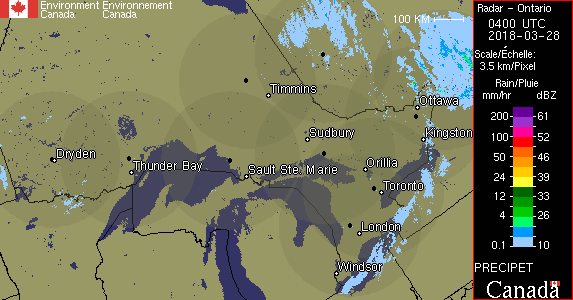 Environment Environnement
Canada Canada
100 KM
Timmins
Ottawa
Sudbury
Kingston
Dryden
Thunder Bay
Sault Ste. Marie
Orillia
Toronto
London
Windsor
Radar - Ontario
0400 UTC
2018-03-28
Scale/Échelle:
3.5 km/Pixel
Rain/Pluie
mm/hr dBZ
200 61
100 52
50 46
24 39
12 33
4 26
0.1 10
PRECIPET
Canada